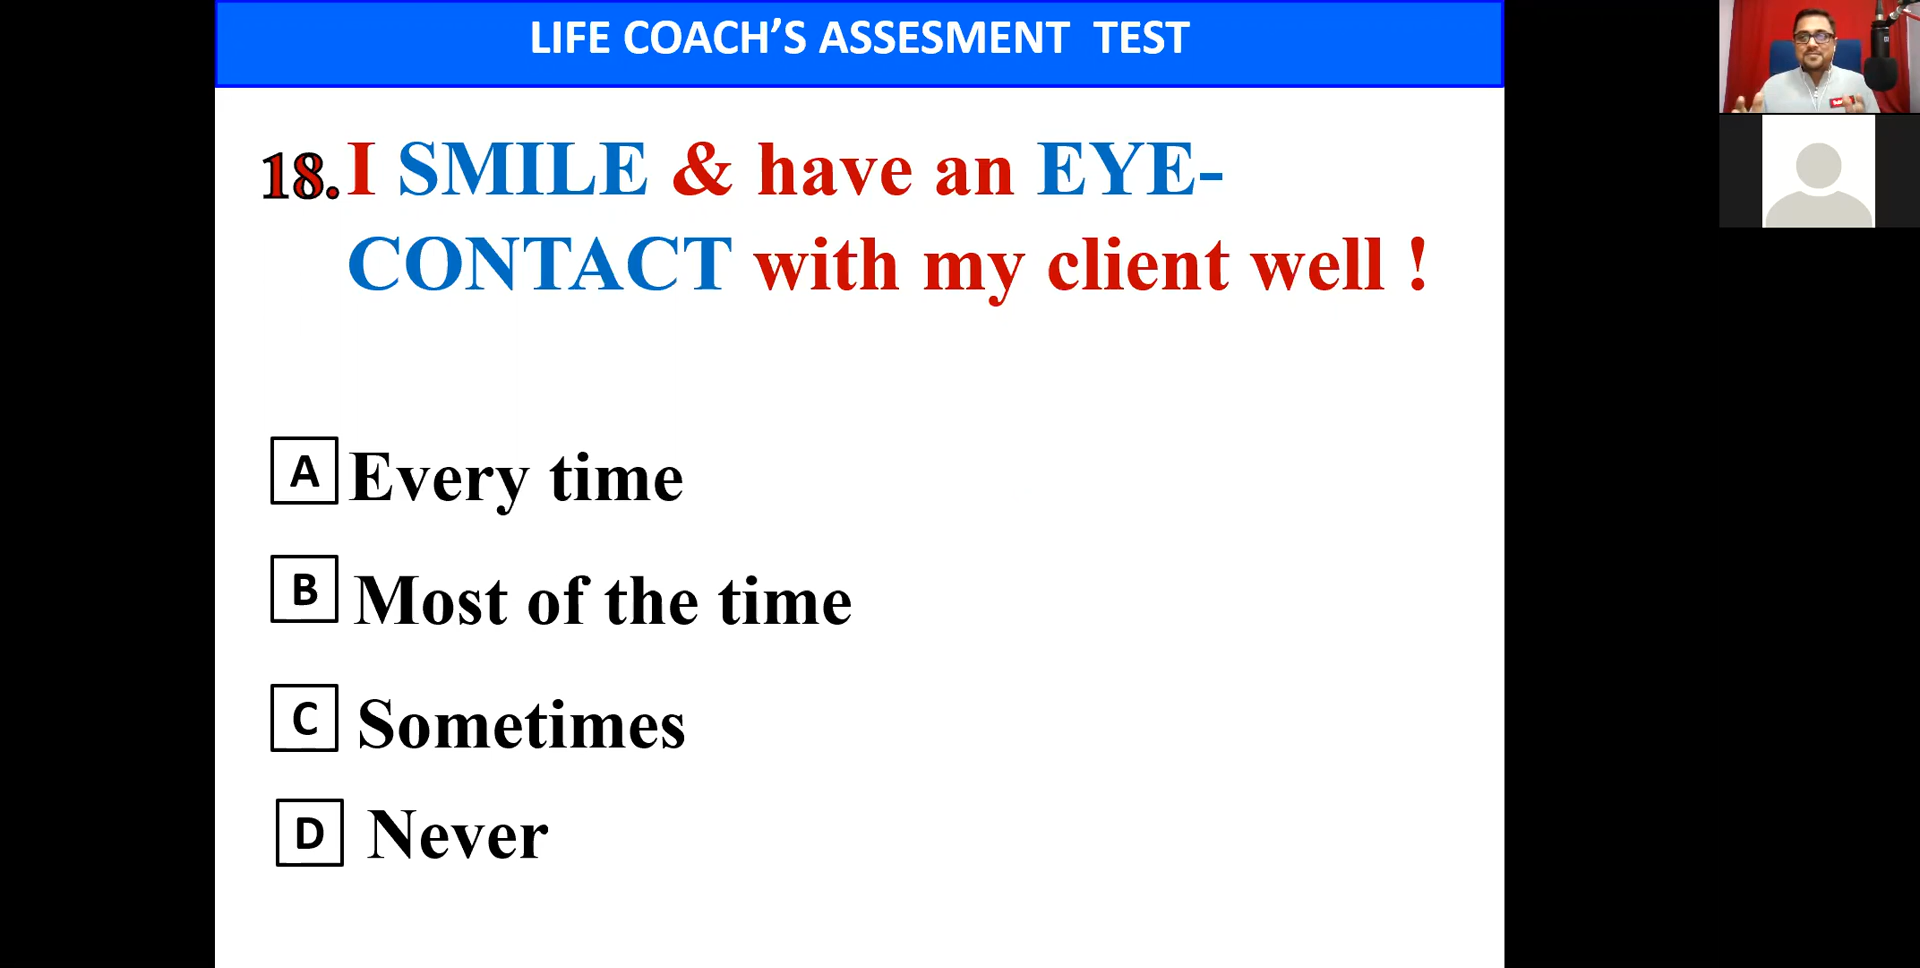 LIFE COACH’S ASSESMENT TEST
18. I SMILE & have an EYE-
CONTACT with my client well !
A Every time
B Most of the time
C Sometimes
D Never